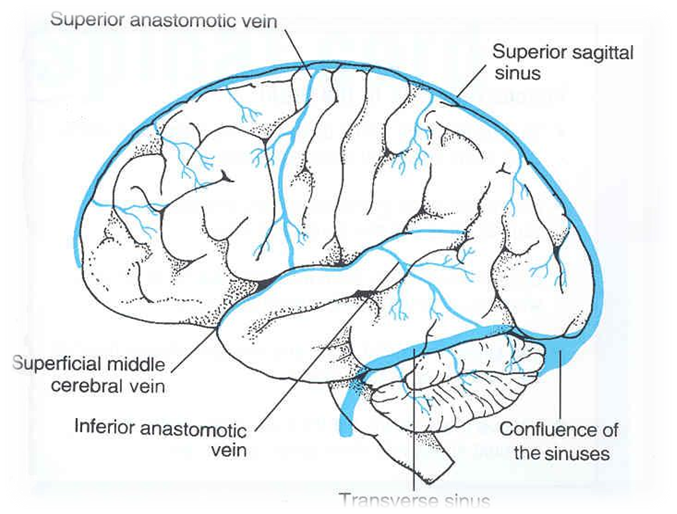 Superior anastomotic vein
Superior sagittal
sinus
Superficial middle
cerebral vein
Inferior anastomotic
vein
Confluence of
the sinuses
Transverse sinus